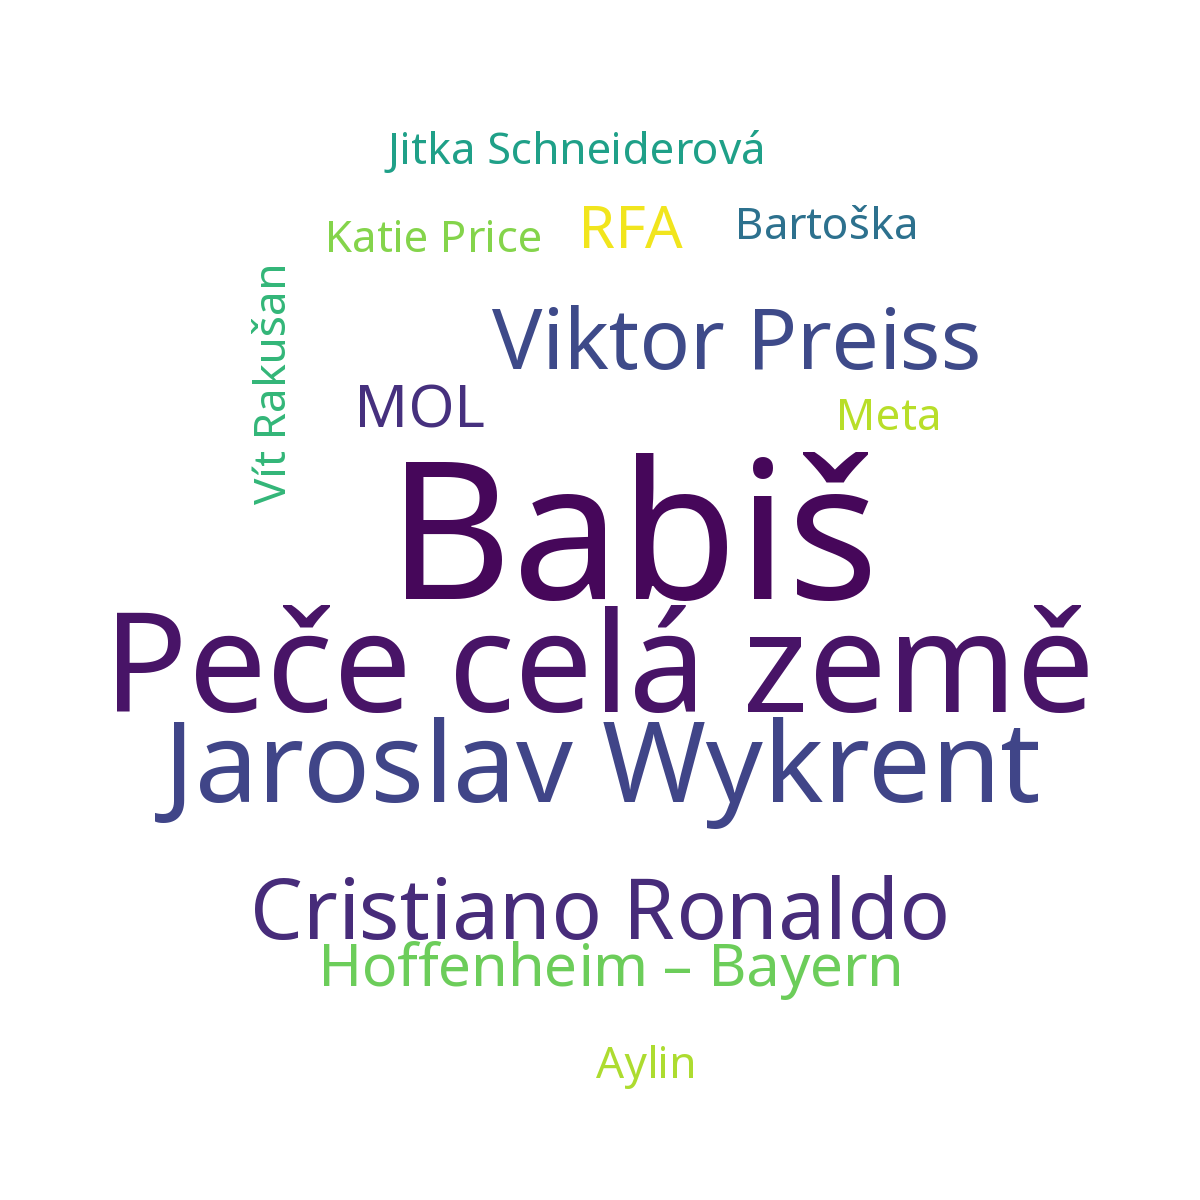 Jitka Schneiderová
Katie Price
RFA
Bartoška
Vít Rakušan
Viktor Preiss
MOL
Meta
Babiš
Peče celá země
Jaroslav Wykrent
Cristiano Ronaldo
Hoffenheim – Bayern
Aylin